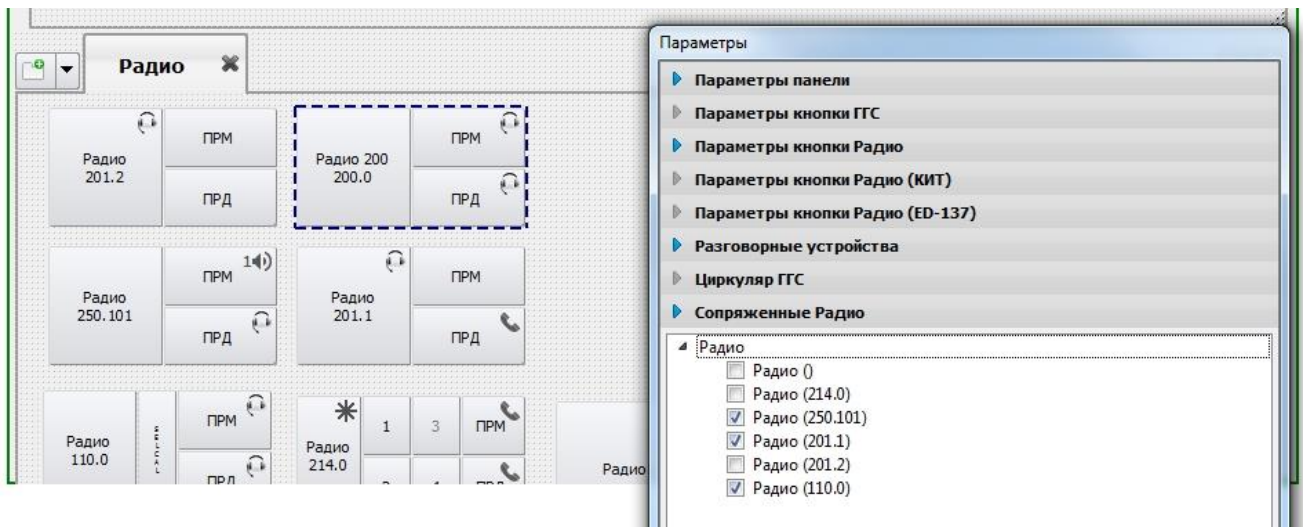 Радио
Радио
201.2
ПРМ
ПРД
Радио 200
200.0
ПРМ
ПРД
Радио
250.101
ПРМ
1
ПРД
Радио
201.1
ПРМ
ПРД
Радио
110.0
ПРМ
ПРД
Радио
214.0
1
3
ПРМ
Радио
Параметры
Параметры панели
Параметры кнопки ГГС
Параметры кнопки Радио
Параметры кнопки Радио (КИТ)
Параметры кнопки Радио (ED-137)
Разговорные устройства
Циркуляр ГГС
Сопряженные Радио
Радио
Радио ()
Радио (214.0)
Радио (250.101)
Радио (201.1)
Радио (201.2)
Радио (110.0)